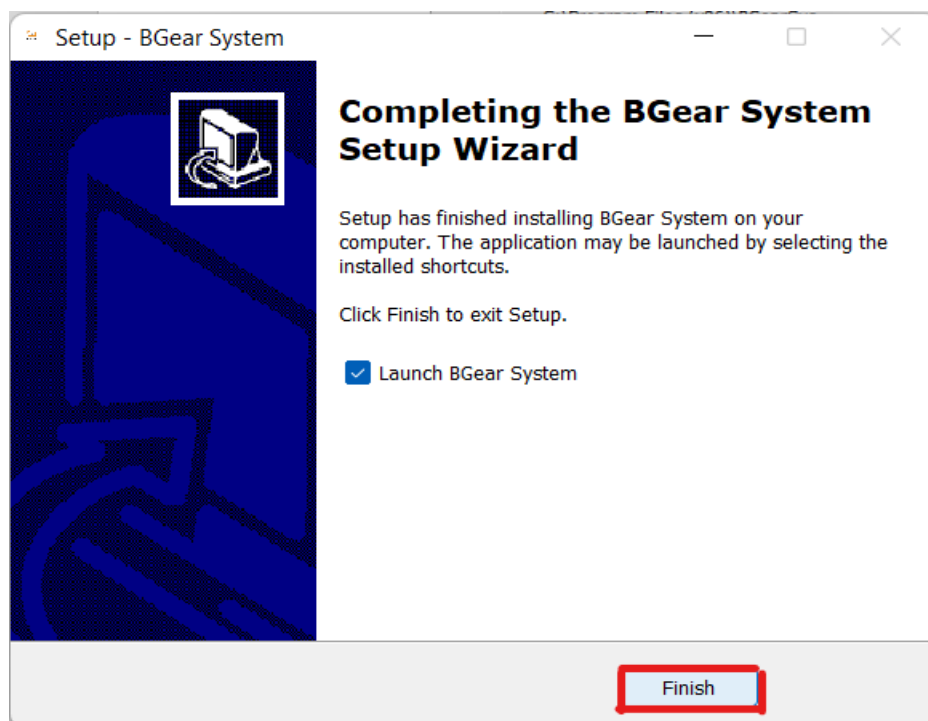 Setup - BGear System
Completing the BGear System
Setup Wizard
Setup has finished installing BGear System on your
computer. The application may be launched by selecting the
installed shortcuts.
Click Finish to exit Setup.
Launch BGear System
Finish